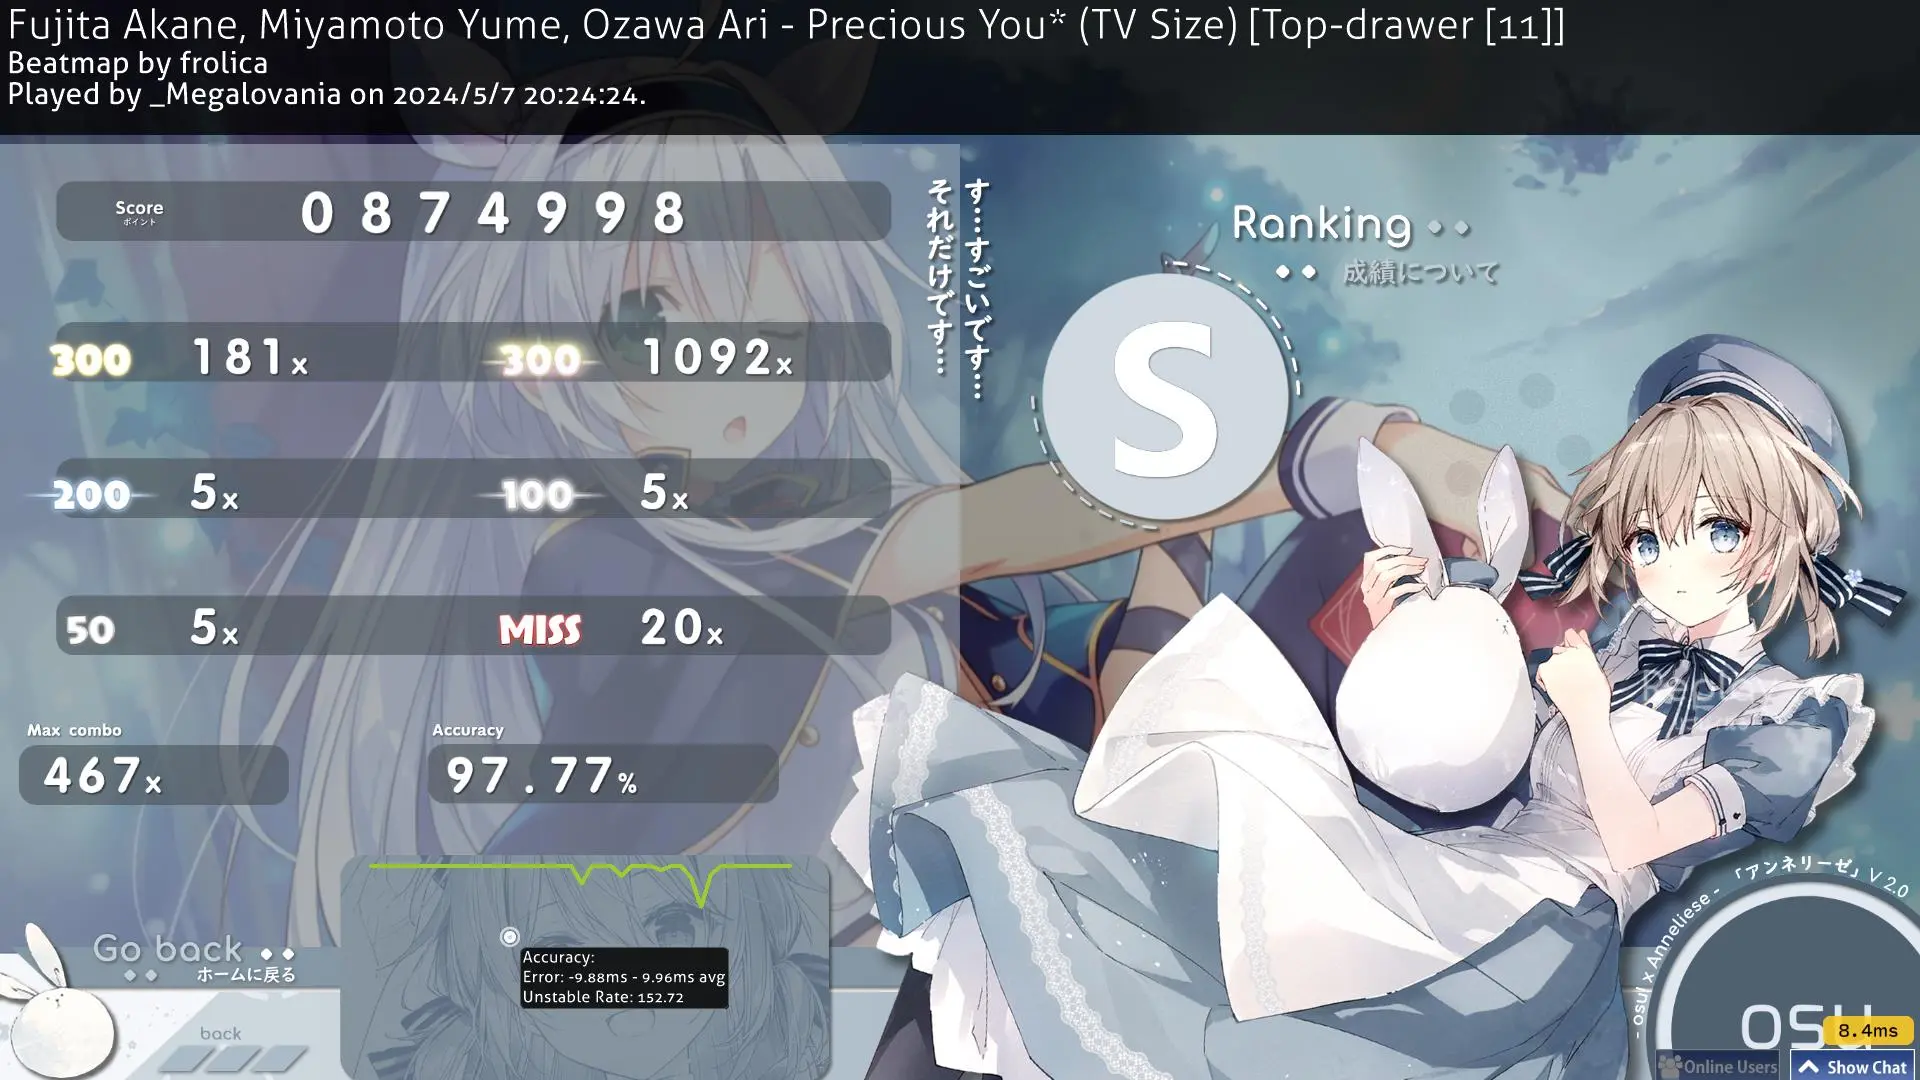 Fujita Akane, Miyamoto Yume, Ozawa Ari - Precious You* (TV Size) [Top-drawer [11]]
Beatmap by frolica
Played by _Megalovania on 2024/5/7 20:24:24.
Score 0874998
ポイント
す…すごいです…
それだけです…
Ranking
成績について
S
300 181x 300 1092x
200 5x 100 5x
50 5x MISS 20x
Max combo Accuracy
467x 97.77%
Accuracy:
Error: -9.88ms - 9.96ms avg
Unstable Rate: 152.72
Go back
ホームに戻る
back
- osu! x Anneliese - 「アンネリーゼ」 V 2.0
osu
8.4ms
Online Users Show Chat